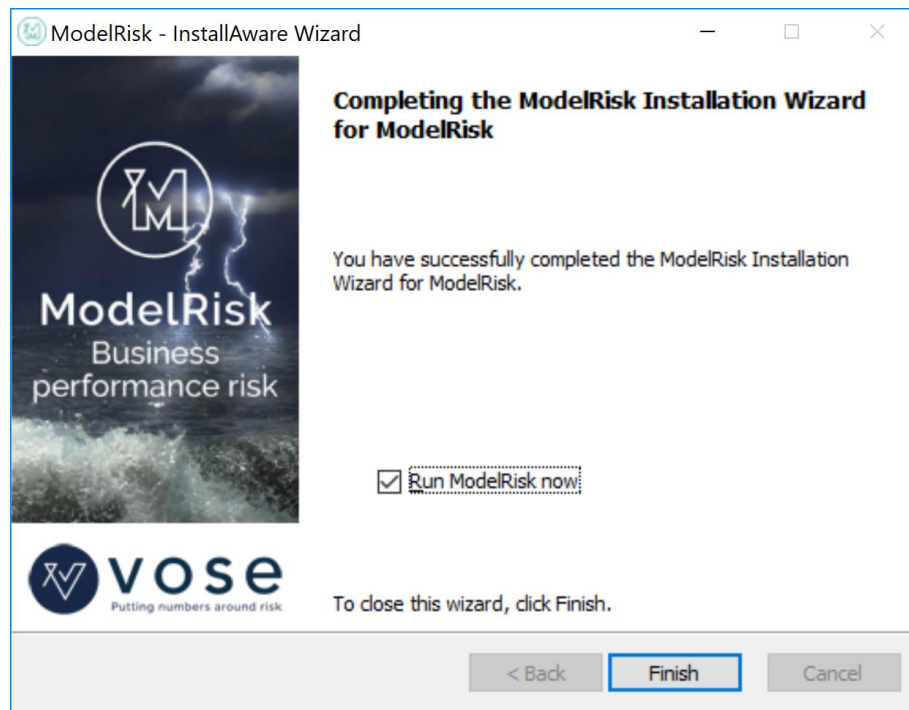 ModelRisk - InstallAware Wizard
Completing the ModelRisk Installation Wizard
for ModelRisk
You have successfully completed the ModelRisk Installation
Wizard for ModelRisk.
ModelRisk
Business
performance risk
Run ModelRisk now
vose
Putting numbers around risk
To close this wizard, click Finish.
< Back
Finish
Cancel